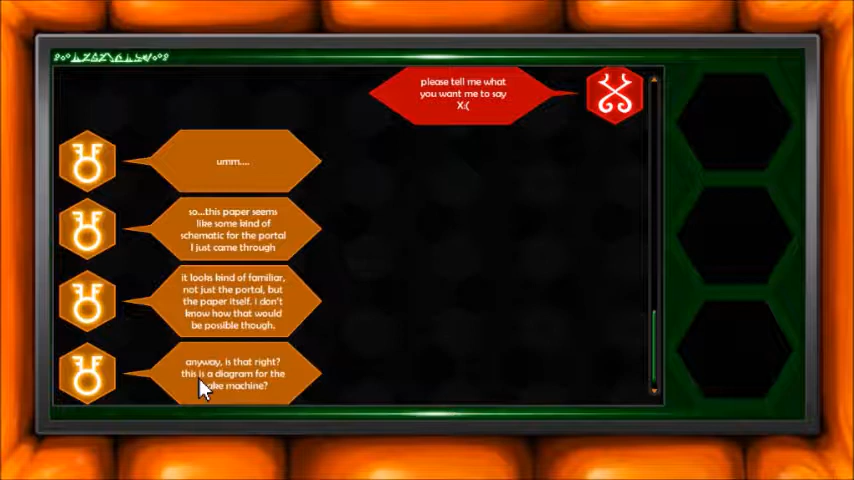 please tell me what
you want me to say
X:(
umm....
so...this paper seems
like some kind of
schematic for the portal
I just came through
it looks kind of familiar,
not just the portal, but
the paper itself. i don't
know how that would
be possible though.
anyway, is that right?
this is a diagram for the
machine?